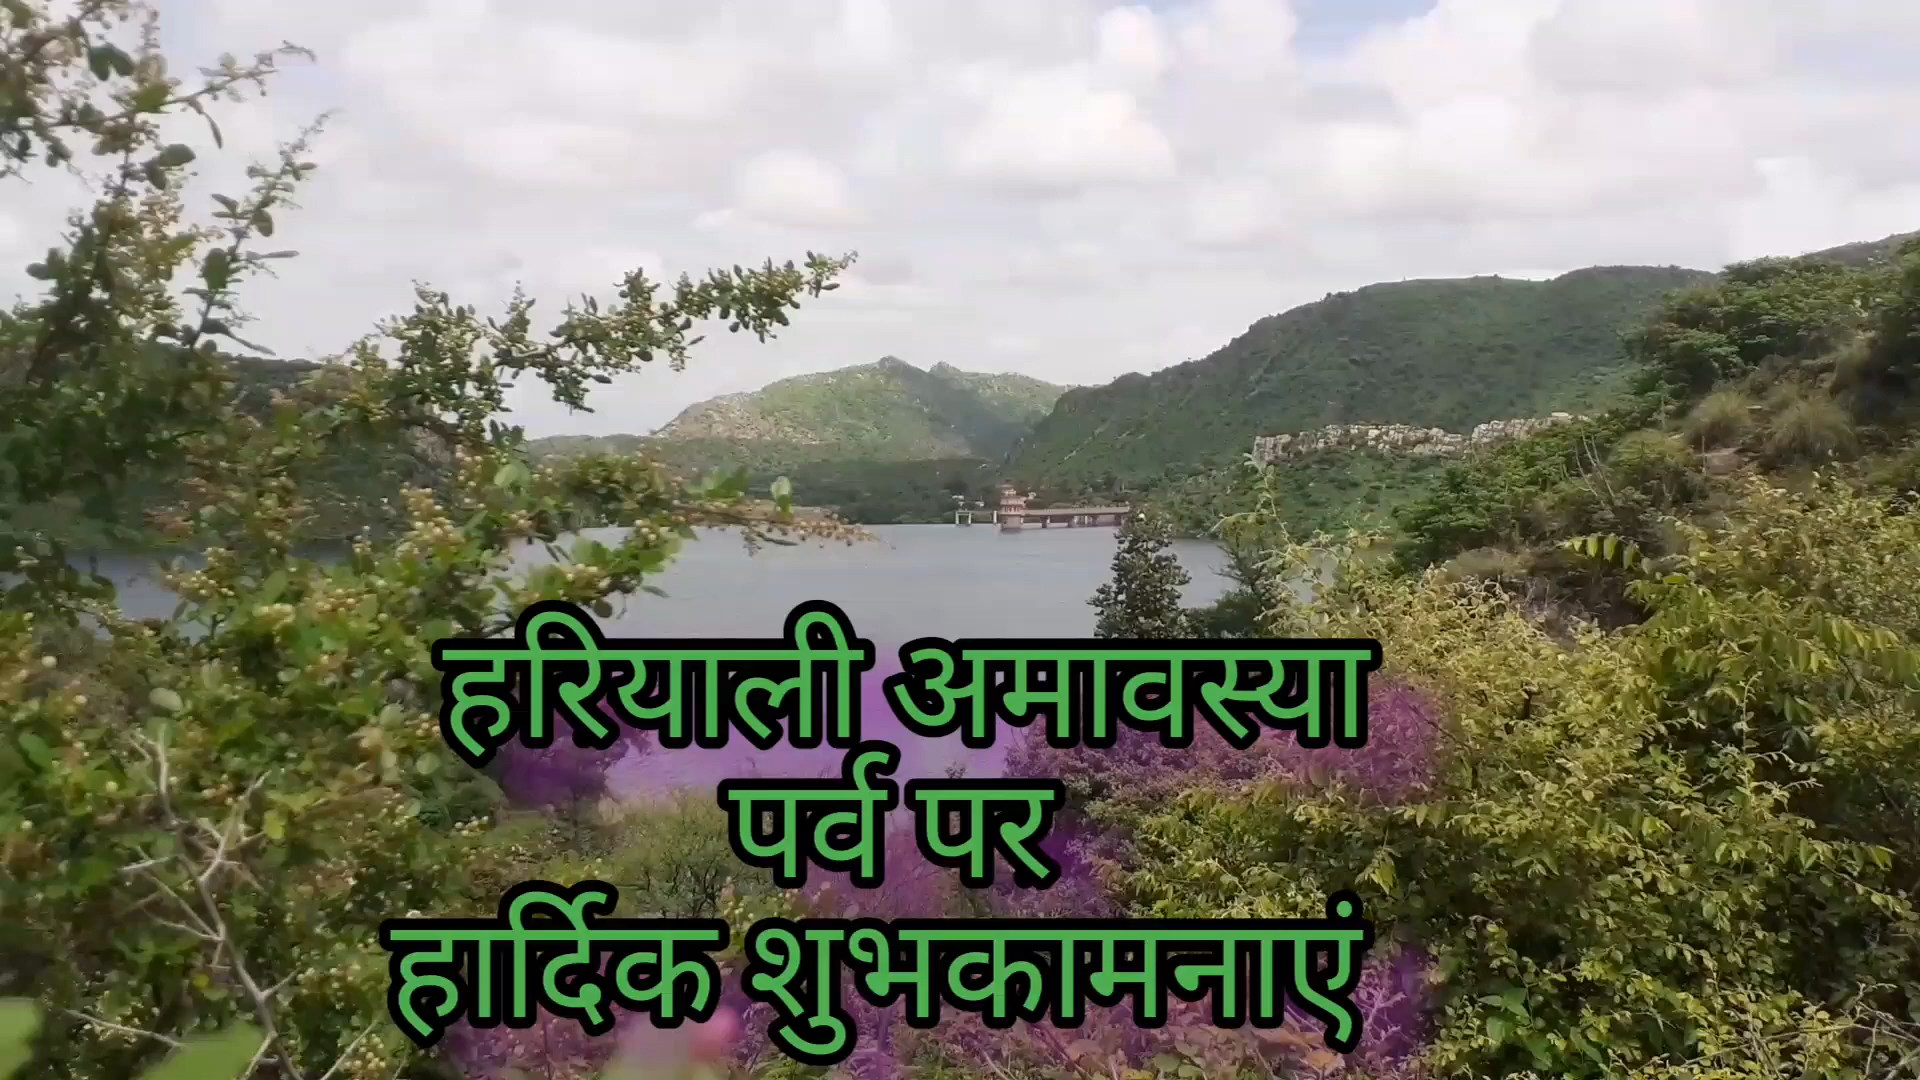 हरियाली अमावस्या
पर्व पर
हार्दिक शुभकामनाएं